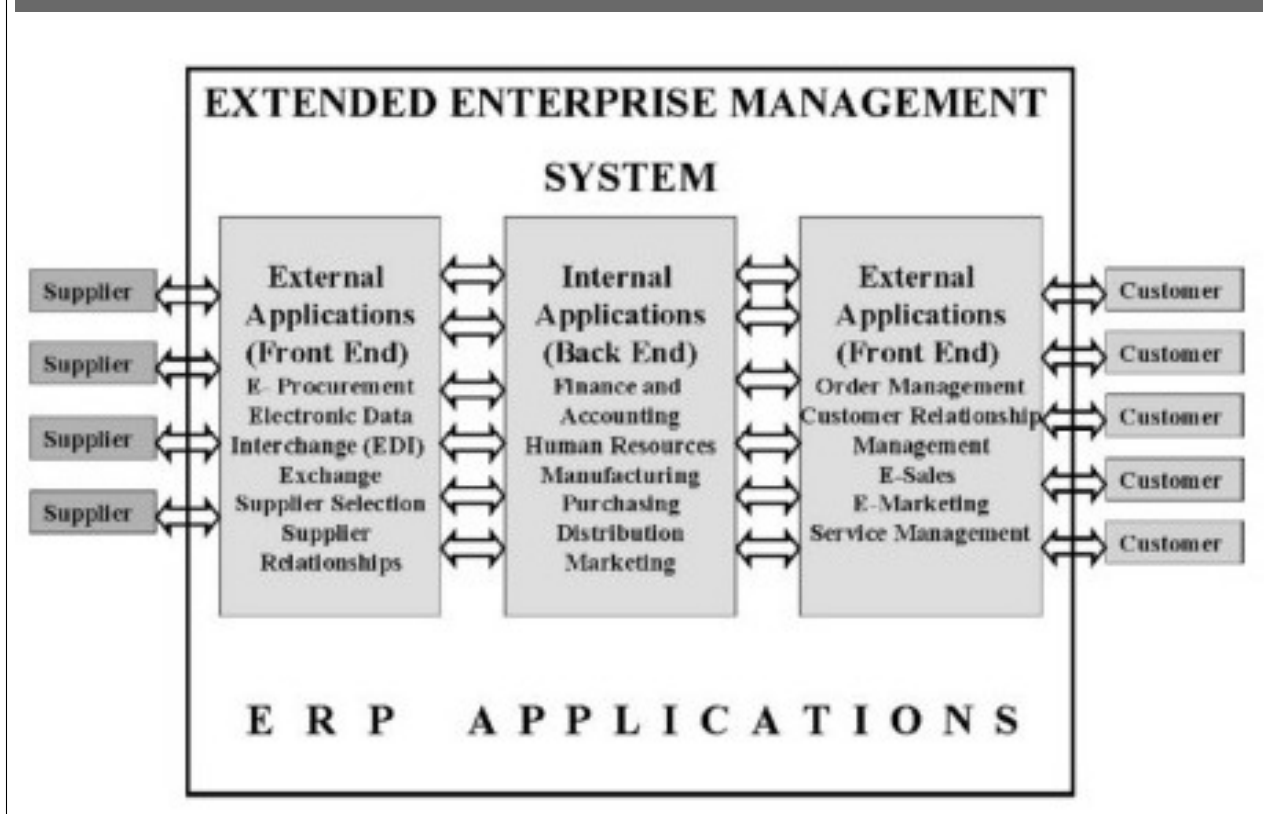 EXTENDED ENTERPRISE MANAGEMENT
SYSTEM
Supplier
Supplier
Supplier
Supplier
External
Applications
(Front End)
E- Procurement
Electronic Data
Interchange (EDI)
Exchange
Supplier Selection
Supplier
Relationships
Internal
Applications
(Back End)
Finance and
Accounting
Human Resources
Manufacturing
Purchasing
Distribution
Marketing
External
Applications
(Front End)
Order Management
Customer Relationship
Management
E-Sales
E-Marketing
Service Management
Customer
Customer
Customer
Customer
Customer
ERP APPLICATIONS